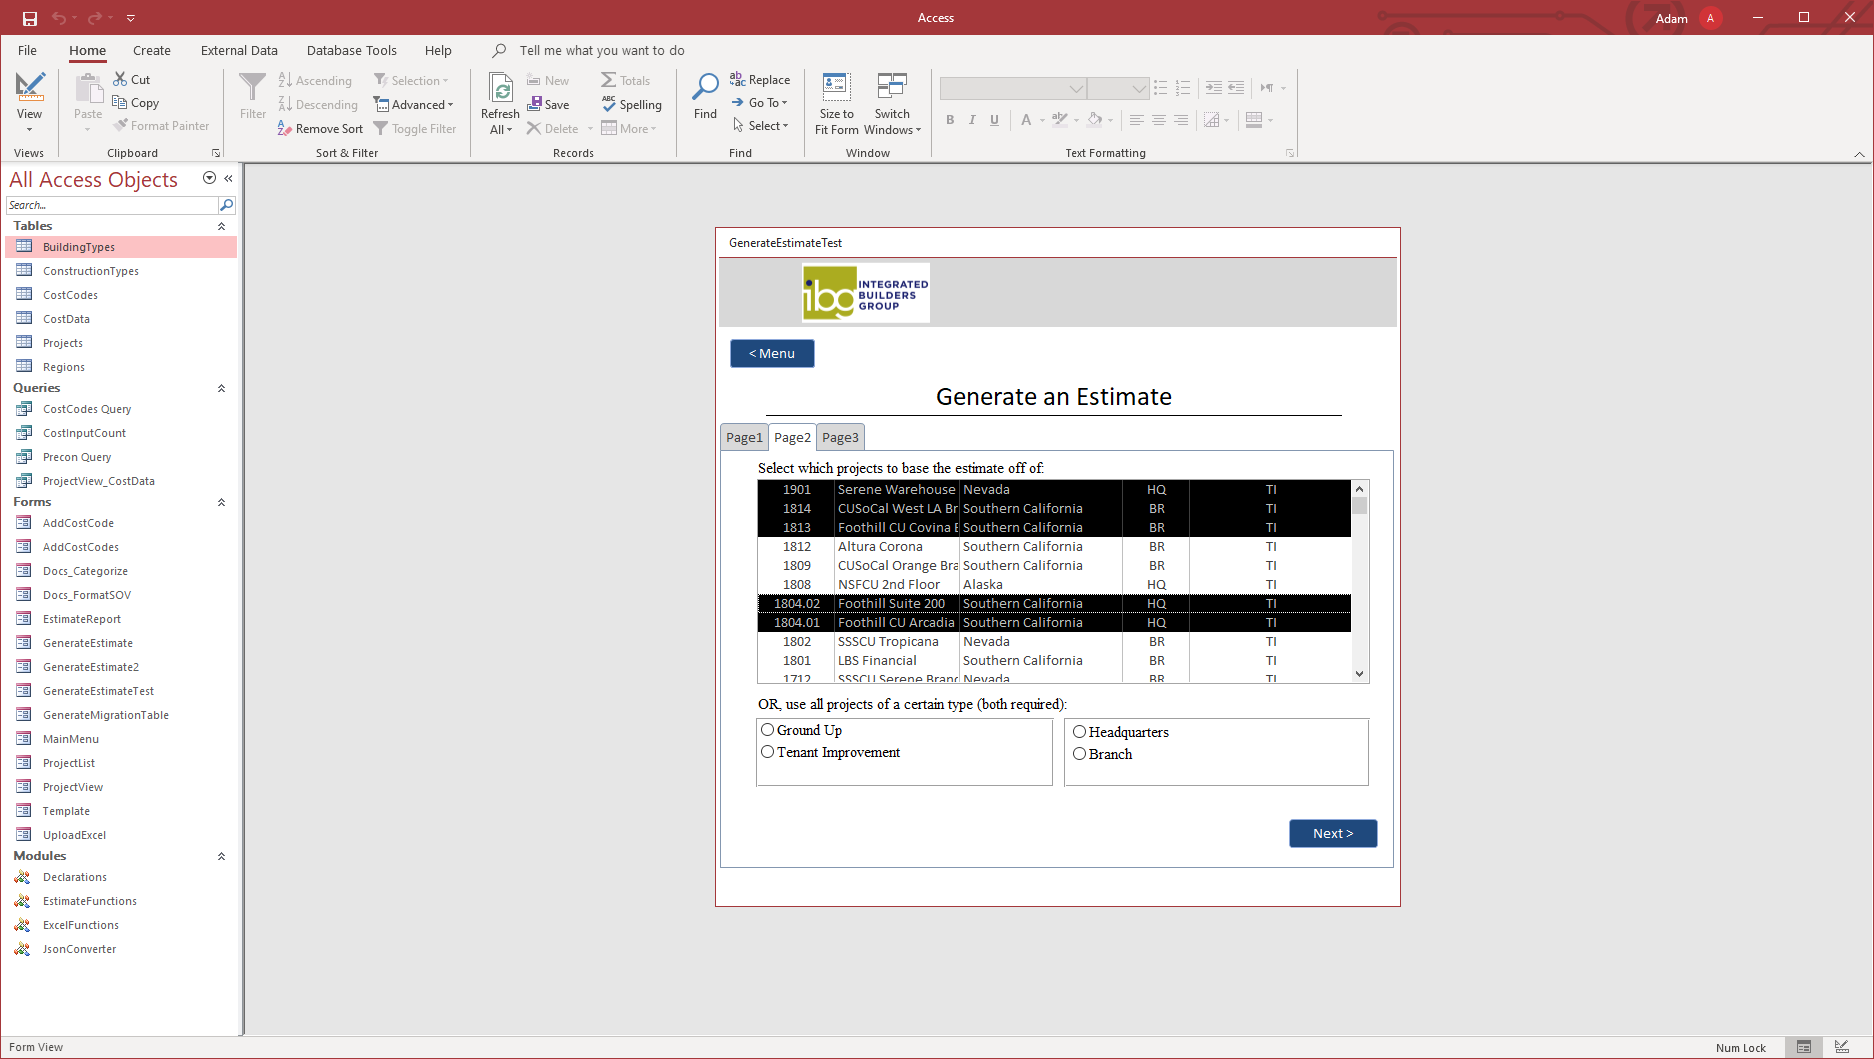 Access
Adam
A
File Home Create External Data Database Tools Help Tell me what you want to do
View
Views
Paste
Cut
Copy
Format Painter
Clipboard
Filter
Ascending
Descending
Remove Sort
Selection
Advanced
Toggle Filter
Sort & Filter
Refresh
All
New
Save
Delete
Totals
Spelling
More
Records
Find
Replace
Go To
Select
Find
Size to
Fit Form
Switch
Windows
Window
B I U A
Text Formatting
All Access Objects
Search...
Tables
BuildingTypes
ConstructionTypes
CostCodes
CostData
Projects
Regions
Queries
CostCodes Query
CostInputCount
Precon Query
ProjectView_CostData
Forms
AddCostCode
AddCostCodes
Docs_Categorize
Docs_FormatSOV
EstimateReport
GenerateEstimate
GenerateEstimate2
GenerateEstimateTest
GenerateMigrationTable
MainMenu
ProjectList
ProjectView
Template
UploadExcel
Modules
Declarations
EstimateFunctions
ExcelFunctions
JsonConverter
GenerateEstimateTest
ibg INTEGRATED
BUILDERS
GROUP
< Menu
Generate an Estimate
Page1 Page2 Page3
Select which projects to base the estimate off of:
1901 Serene Warehouse Nevada HQ TI
1814 CUSoCal West LA Br Southern California BR TI
1813 Foothill CU Covina Southern California BR TI
1812 Altura Corona Southern California BR TI
1809 CUSoCal Orange Bra Southern California BR TI
1808 NSFCU 2nd Floor Alaska HQ TI
1804.02 Foothill Suite 200 Southern California HQ TI
1804.01 Foothill CU Arcadia Southern California HQ TI
1802 SSSCU Tropicana Nevada BR TI
1801 LBS Financial Southern California BR TI
1712 SSSCU Serene Branc Nevada BR TI
OR, use all projects of a certain type (both required):
Ground Up
Tenant Improvement
Headquarters
Branch
Next >
Form View
Num Lock